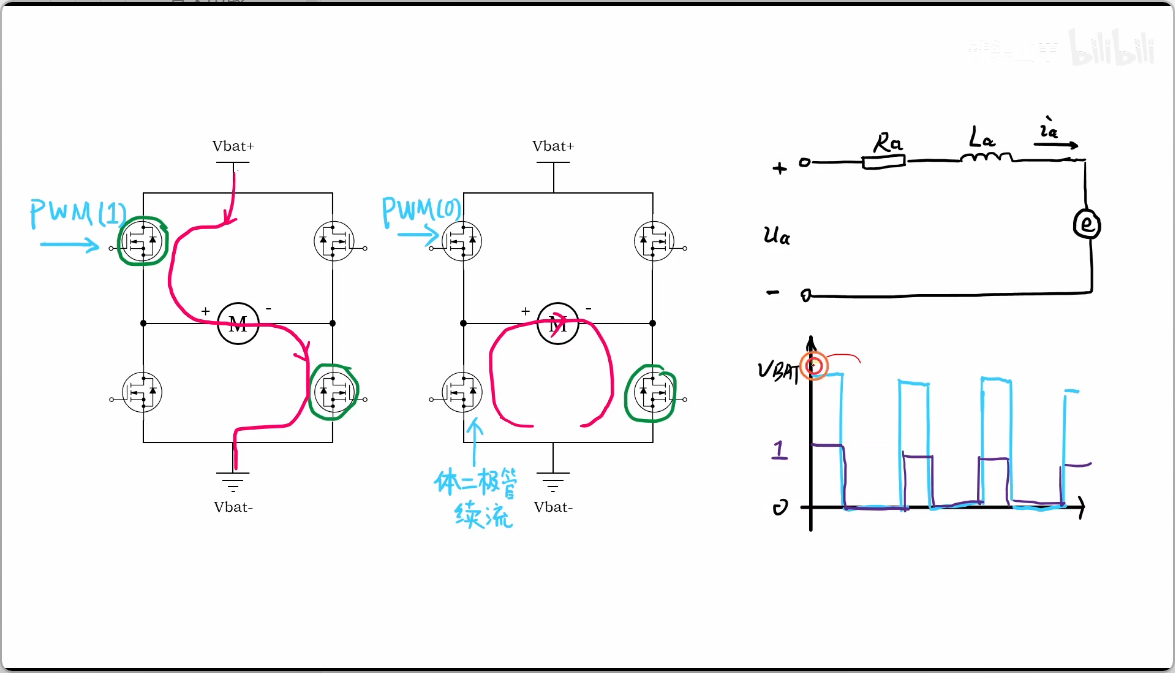 bilibili
Vbat+
PWM(1)
+ M -
Vbat-
Vbat+
PWM(0)
+ M -
体二极管
续流
Vbat-
Ra La ia
+
Ua
e
-
VBAT
1
0